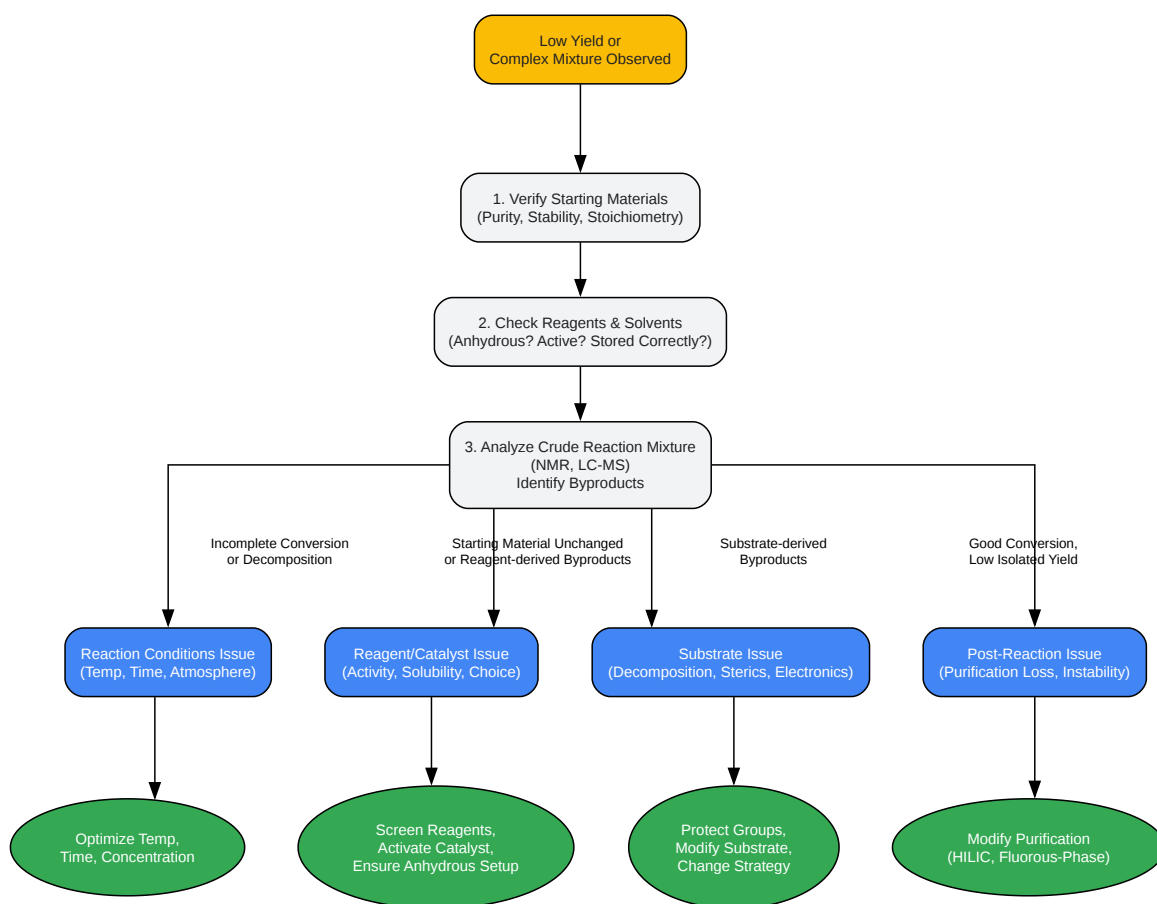 Low Yield or
Complex Mixture Observed
1. Verify Starting Materials
(Purity, Stability, Stoichiometry)
2. Check Reagents & Solvents
(Anhydrous? Active? Stored Correctly?)
3. Analyze Crude Reaction Mixture
(NMR, LC-MS)
Identify Byproducts
Incomplete Conversion
or Decomposition
Starting Material Unchanged
or Reagent-derived Byproducts
Substrate-derived
Byproducts
Good Conversion,
Low Isolated Yield
Reaction Conditions Issue
(Temp, Time, Atmosphere)
Reagent/Catalyst Issue
(Activity, Solubility, Choice)
Substrate Issue
(Decomposition, Sterics, Electronics)
Post-Reaction Issue
(Purification Loss, Instability)
Optimize Temp,
Time, Concentration
Screen Reagents,
Activate Catalyst,
Ensure Anhydrous Setup
Protect Groups,
Modify Substrate,
Change Strategy
Modify Purification
(HILIC, Fluorous-Phase)